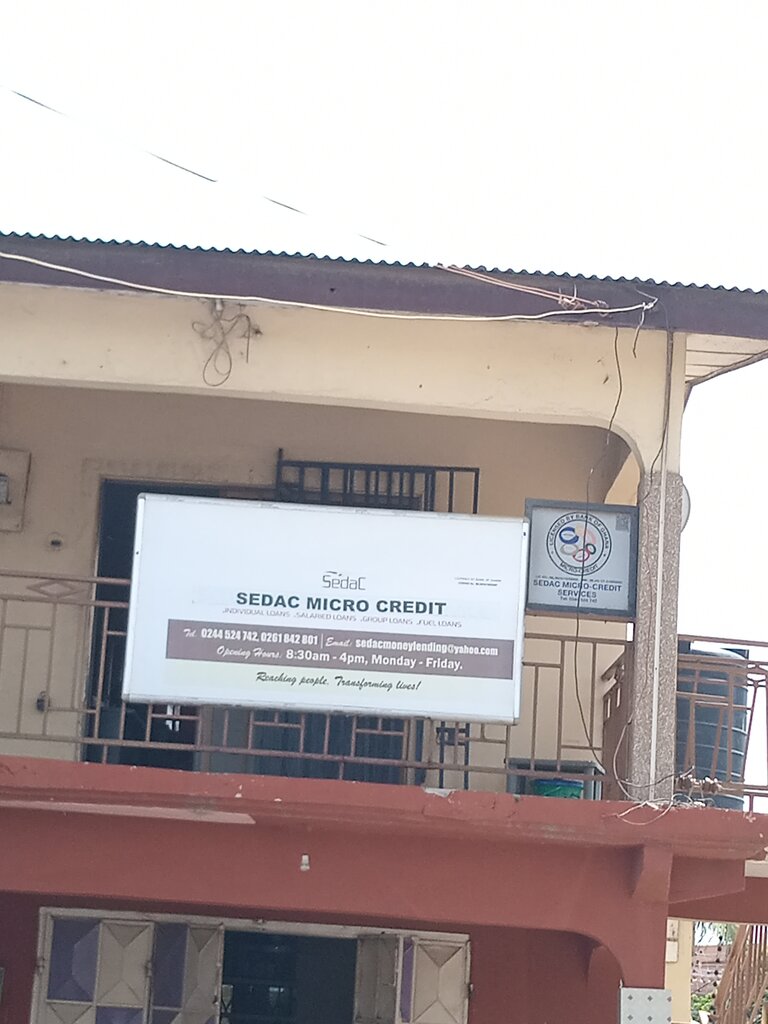 SedaC
SEDAC MICRO CREDIT
.INDIVIDUAL LOANS .SALARIED LOANS .GROUP LOANS .FUEL LOANS
Tel. 0244 524 742, 0261 842 801 | Email: sedacmoneylending@yahoo.com
Opening Hours: 8:30am - 4pm, Monday - Friday.
Reaching people. Transforming lives!
LICENSED BY BANK OF GHANA
MICRO-CREDIT
SEDAC MICRO-CREDIT
SERVICES